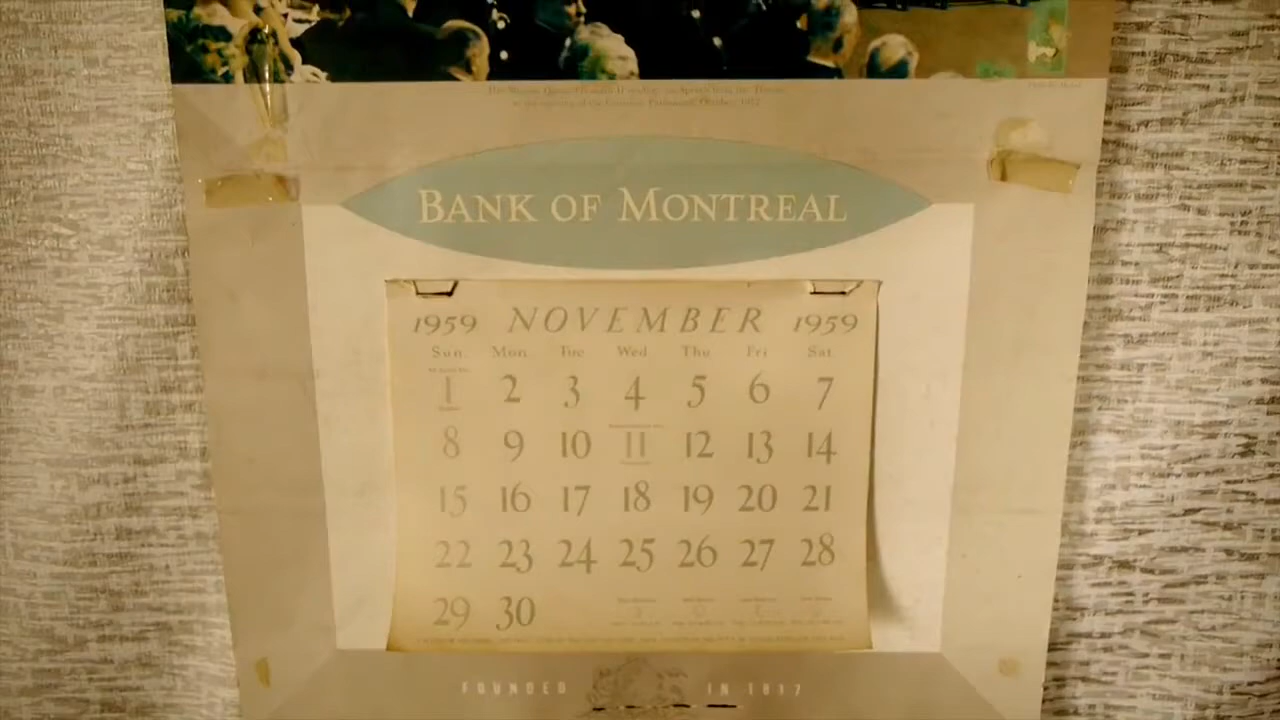 BANK OF MONTREAL
1959 NOVEMBER 1959
Sun. Mon. Tue Wed Thu Fri Sat.
1 2 3 4 5 6 7
8 9 10 11 12 13 14
15 16 17 18 19 20 21
22 23 24 25 26 27 28
29 30
FOUNDED IN 1817